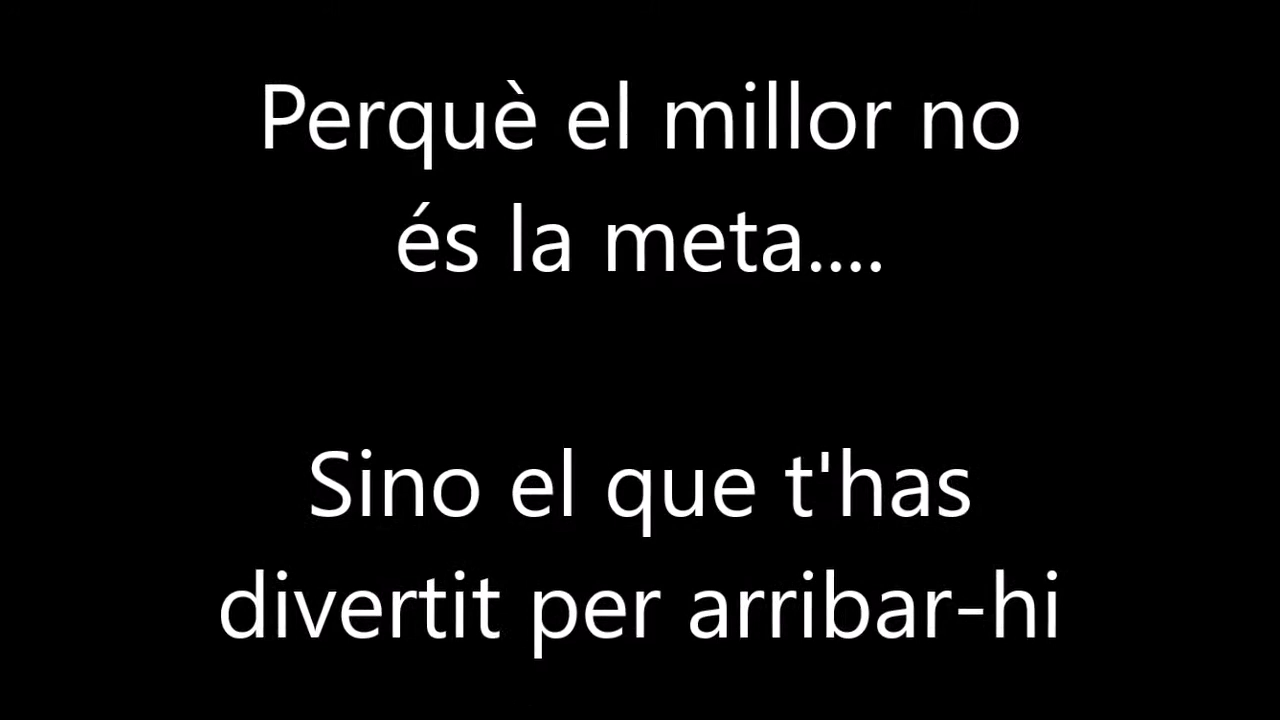 Perquè el millor no
és la meta....
Sino el que t'has
divertit per arribar-hi